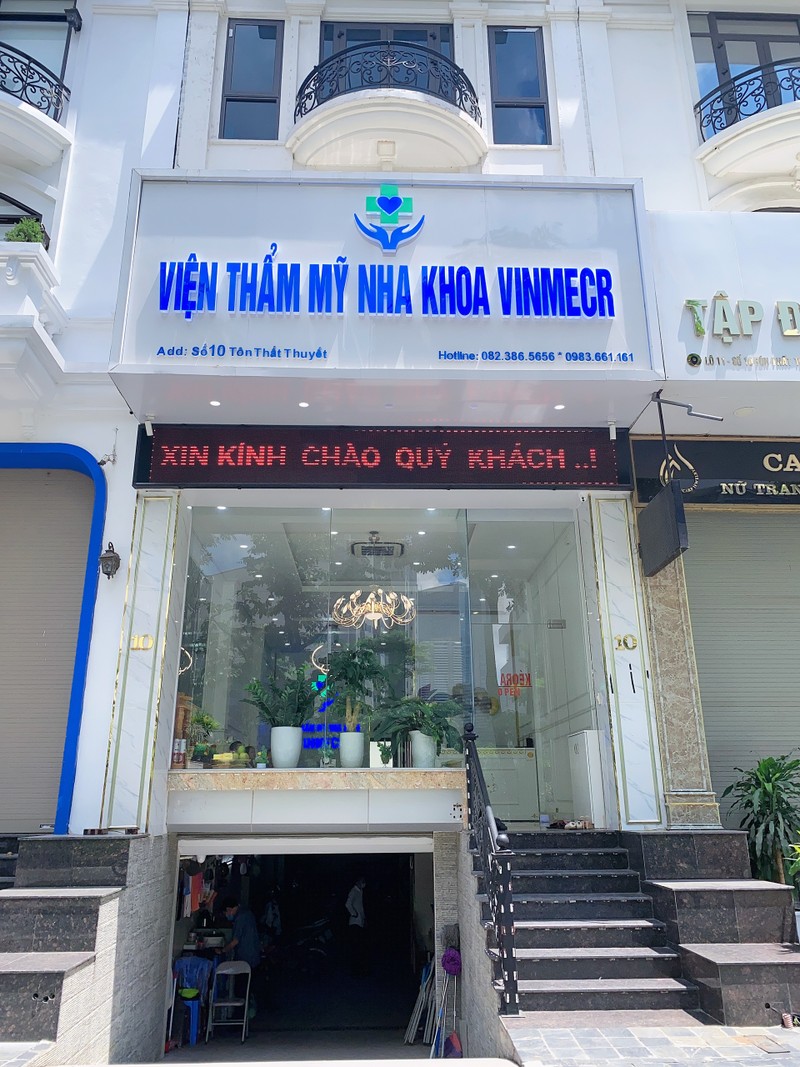 VIỆN THẨM MỸ NHA KHOA VINMECR
Add: Số 10 Tôn Thất Thuyết
Hotline: 082.386.5656 * 0983.661.161
TẬP Đ
XIN KÍNH CHÀO QUÝ KHÁCH ..!
CA
NỮ TRAN
10
10
OPEN